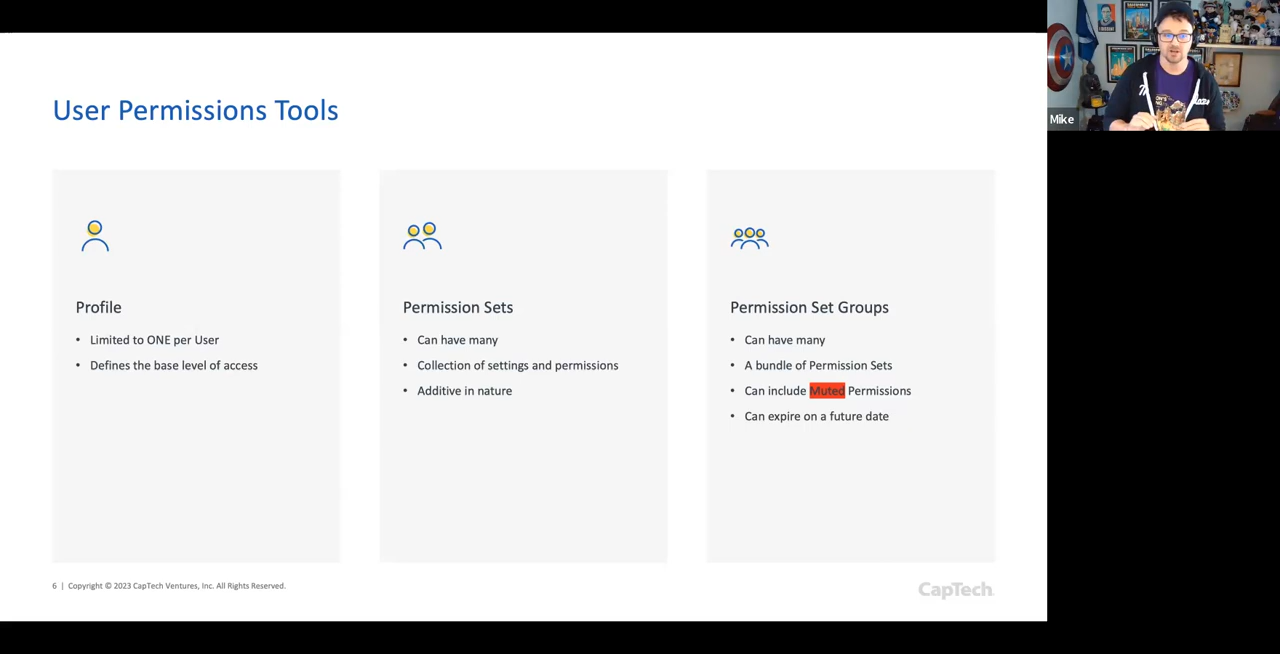 User Permissions Tools
Profile
• Limited to ONE per User
• Defines the base level of access
Permission Sets
• Can have many
• Collection of settings and permissions
• Additive in nature
Permission Set Groups
• Can have many
• A bundle of Permission Sets
• Can include Muted Permissions
• Can expire on a future date
6 | Copyright © 2023 CapTech Ventures, Inc. All Rights Reserved.
CapTech
Mike